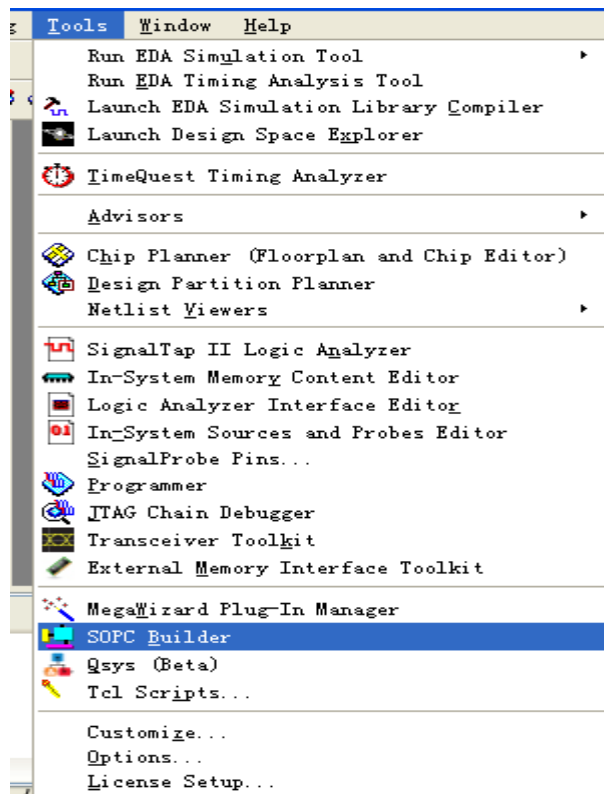 Tools Window Help
Run EDA Simulation Tool
Run EDA Timing Analysis Tool
Launch EDA Simulation Library Compiler
Launch Design Space Explorer
TimeQuest Timing Analyzer
Advisors
Chip Planner (Floorplan and Chip Editor)
Design Partition Planner
Netlist Viewers
SignalTap II Logic Analyzer
In-System Memory Content Editor
Logic Analyzer Interface Editor
In-System Sources and Probes Editor
SignalProbe Pins...
Programmer
JTAG Chain Debugger
Transceiver Toolkit
External Memory Interface Toolkit
MegaWizard Plug-In Manager
SOPC Builder
Qsys (Beta)
Tcl Scripts...
Customize...
Options...
License Setup...